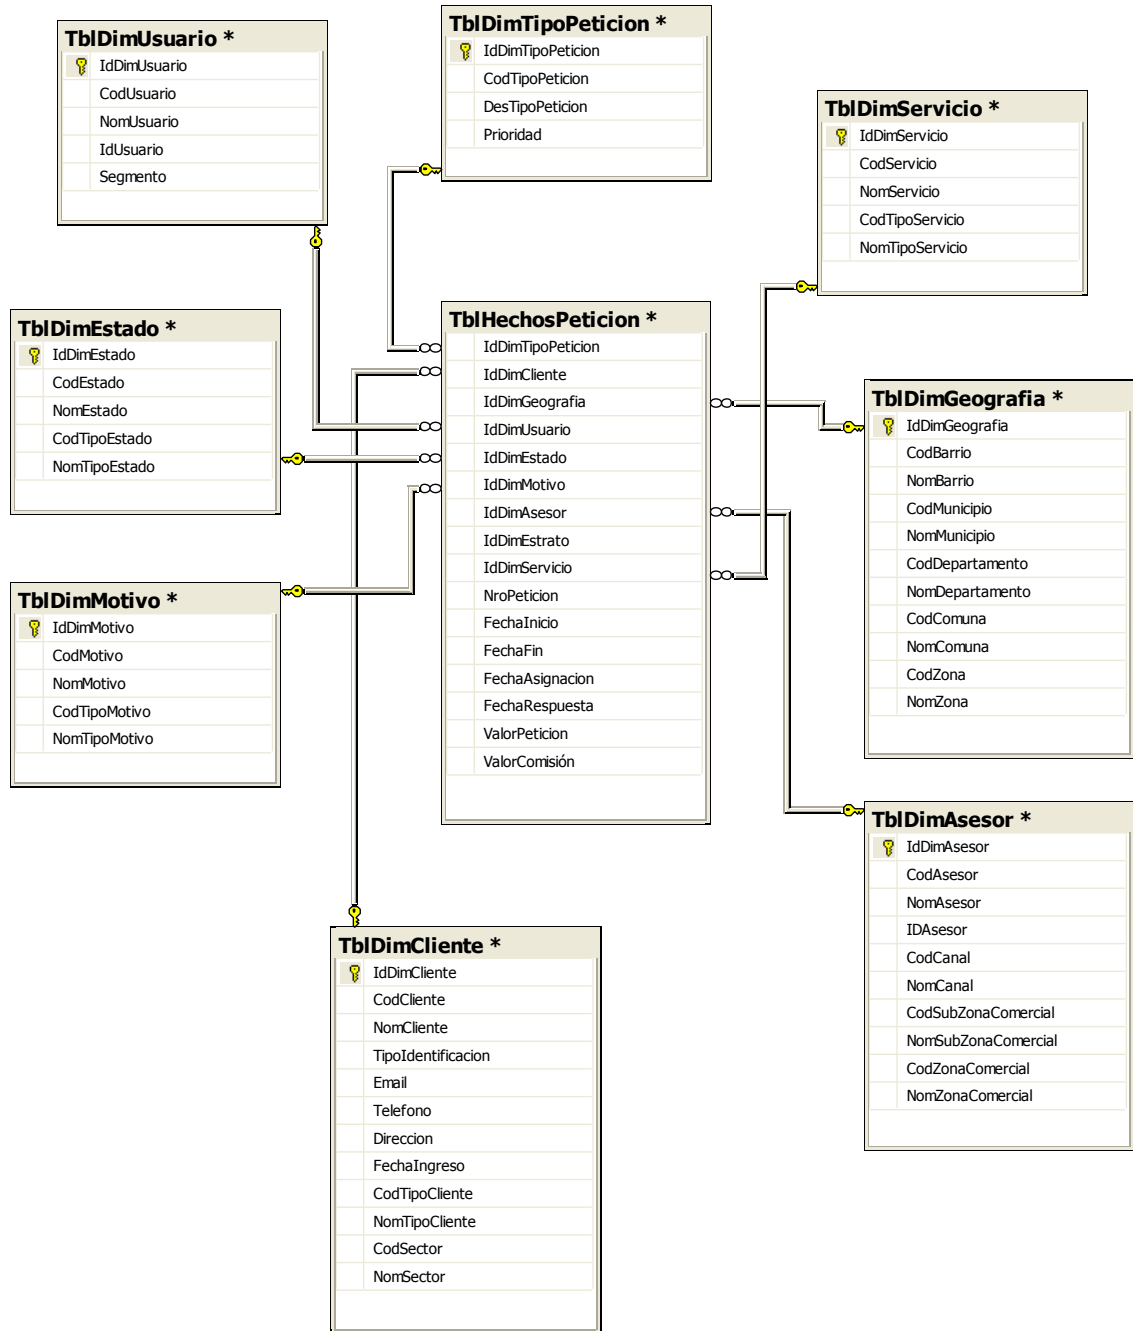 TblDimUsuario *
IdDimUsuario
CodUsuario
NomUsuario
IdUsuario
Segmento
TblDimTipoPeticion *
IdDimTipoPeticion
CodTipoPeticion
DesTipoPeticion
Prioridad
TblDimServicio *
IdDimServicio
CodServicio
NomServicio
CodTipoServicio
NomTipoServicio
TblDimEstado *
IdDimEstado
CodEstado
NomEstado
CodTipoEstado
NomTipoEstado
TblHechosPeticion *
IdDimTipoPeticion
IdDimCliente
IdDimGeografia
IdDimUsuario
IdDimEstado
IdDimMotivo
IdDimAsesor
IdDimEstrato
IdDimServicio
NroPeticion
FechaInicio
FechaFin
FechaAsignacion
FechaRespuesta
ValorPeticion
ValorComisión
TblDimGeografia *
IdDimGeografia
CodBarrio
NomBarrio
CodMunicipio
NomMunicipio
CodDepartamento
NomDepartamento
CodComuna
NomComuna
CodZona
NomZona
TblDimMotivo *
IdDimMotivo
CodMotivo
NomMotivo
CodTipoMotivo
NomTipoMotivo
TblDimAsesor *
IdDimAsesor
CodAsesor
NomAsesor
IDAsesor
CodCanal
NomCanal
CodSubZonaComercial
NomSubZonaComercial
CodZonaComercial
NomZonaComercial
TblDimCliente *
IdDimCliente
CodCliente
NomCliente
TipoIdentificacion
Email
Telefono
Direccion
FechaIngreso
CodTipoCliente
NomTipoCliente
CodSector
NomSector